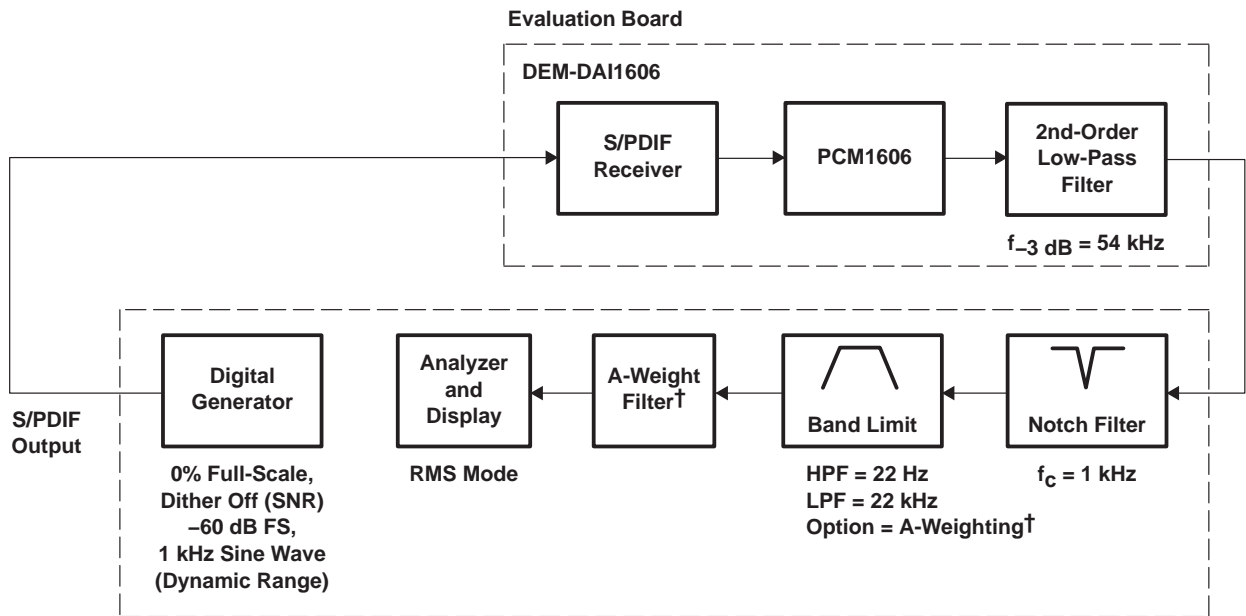 Evaluation Board
DEM-DAI1606
S/PDIF
Receiver
PCM1606
2nd-Order
Low-Pass
Filter
f–3 dB = 54 kHz
S/PDIF
Output
Digital
Generator
0% Full-Scale,
Dither Off (SNR)
–60 dB FS,
1 kHz Sine Wave
(Dynamic Range)
Analyzer
and
Display
RMS Mode
A-Weight
Filter†
Band Limit
HPF = 22 Hz
LPF = 22 kHz
Option = A-Weighting†
Notch Filter
fc = 1 kHz